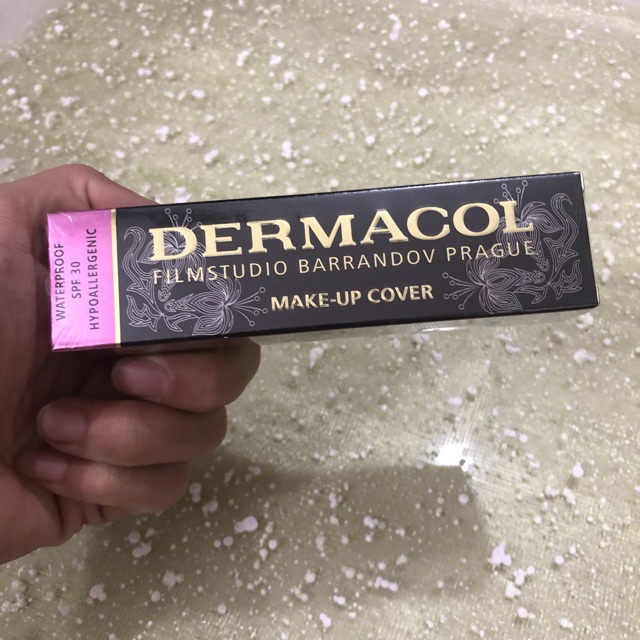 WATERPROOF
SPF 30
HYPOALLERGENIC
DERMACOL
FILMSTUDIO BARRANDOV PRAGUE
MAKE-UP COVER